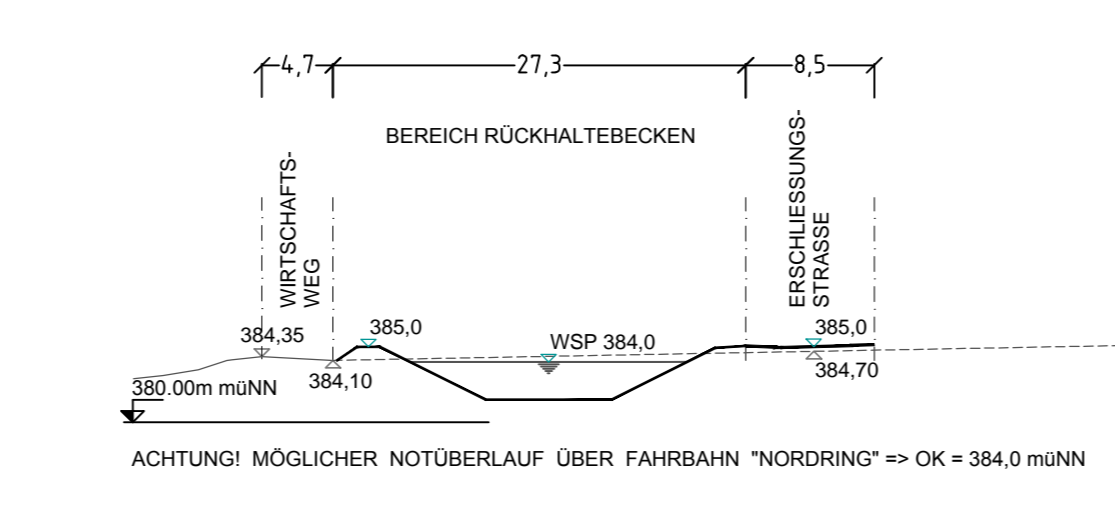 4,7
27,3
8,5
BEREICH RÜCKHALTEBECKEN
WIRTSCHAFTS-
WEG
ERSCHLIESSUNGS-
STRASSE
384,35
385,0
WSP 384,0
385,0
384,10
384,70
380.00m müNN
ACHTUNG! MÖGLICHER NOTÜBERLAUF ÜBER FAHRBAHN "NORDRING" => OK = 384,0 müNN